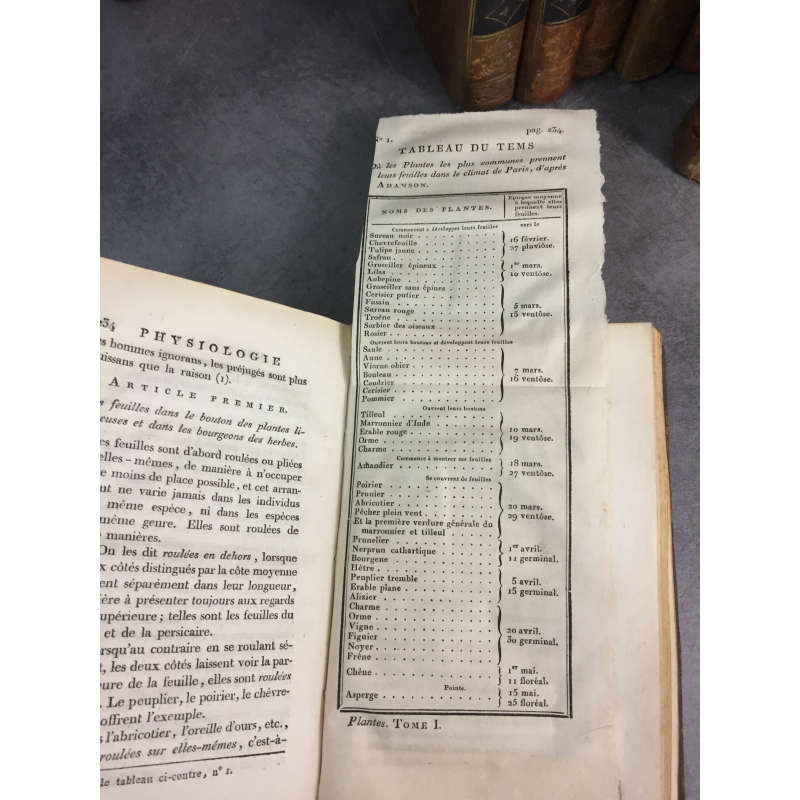 234 PHYSIOLOGIE
hommes ignorans, les préjugés sont plus
puissans que la raison (1).
ARTICLE PREMIER.
feuilles dans le bouton des plantes li-
et dans les bourgeons des herbes.
feuilles sont d'abord roulées ou pliées
elles-mêmes, de manière à n'occuper
moins de place possible, et cet arran-
ne varie jamais dans les individus
même espèce, ni dans les espèces
même genre. Elles sont roulées de
manières.
On les dit roulées en dehors, lorsque
côtés distingués par la côte moyenne
séparément dans leur longueur,
à présenter toujours aux regards
supérieure; telles sont les feuilles du
et de la persicaire.
au contraire en se roulant sé-
les deux côtés laissent voir la par-
de la feuille, elles sont roulées
Le peuplier, le poirier, le chèvre-
offrent l'exemple.
l'abricotier, l'oreille d'ours, etc.,
roulées sur elles-mêmes, c'est-à-
le tableau ci-contre, n° 1.
N° 1. pag. 234.
TABLEAU DU TEMS
Où les Plantes les plus communes prennent
leurs feuilles dans le climat de Paris, d'après
ADANSON.
NOMS DES PLANTES.
Epoque moyenne
à laquelle elles
prennent leurs
feuilles.
Commencent à développer leurs feuilles vers le
Sureau noir
Chevrefeuille 16 février.
Tulipe jaune 27 pluviôse.
Safran
Groseiller épineux 1er mars.
Lilas 10 ventôse.
Aubepine
Groseiller sans épines
Cerisier putier
Fusain 5 mars.
Sureau rouge 15 ventôse.
Troëne
Sorbier des oiseaux
Rosier
Ouvrent leurs boutons et développent leurs feuilles
Saule
Aune
Viorne obier 7 mars.
Bouleau 16 ventôse.
Coudrier
Cerisier
Pommier
Ouvrent leurs boutons
Tilleul
Marronnier d'Inde 10 mars.
Erable rouge 19 ventôse.
Orme
Charme
Commence à montrer ses feuilles 18 mars.
Amandier 27 ventôse.
Se couvrent de feuilles
Poirier
Prunier
Abricotier 20 mars.
Pêcher plein vent 29 ventôse.
Et la première verdure générale du
marronnier et tilleul
Prunelier
Nerprun cathartique 1er avril.
Bourgene 11 germinal.
Hêtre
Peuplier tremble 5 avril.
Erable plane 15 germinal.
Alisier
Charme
Orme
Vigne 20 avril.
Figuier 30 germinal.
Noyer
Frêne
Chêne 1er mai.
11 floréal.
Pointe.
Asperge 15 mai.
25 floréal.
Plantes. TOME I.